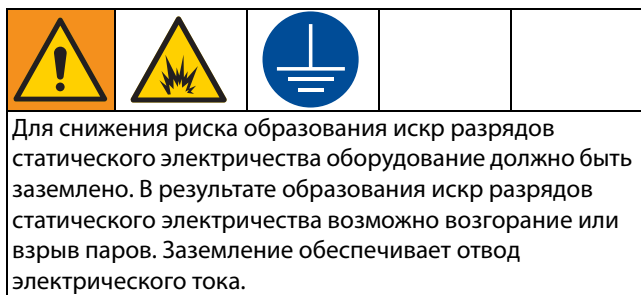 Для снижения риска образования искр разрядов
статического электричества оборудование должно быть
заземлено. В результате образования искр разрядов
статического электричества возможно возгорание или
взрыв паров. Заземление обеспечивает отвод
электрического тока.